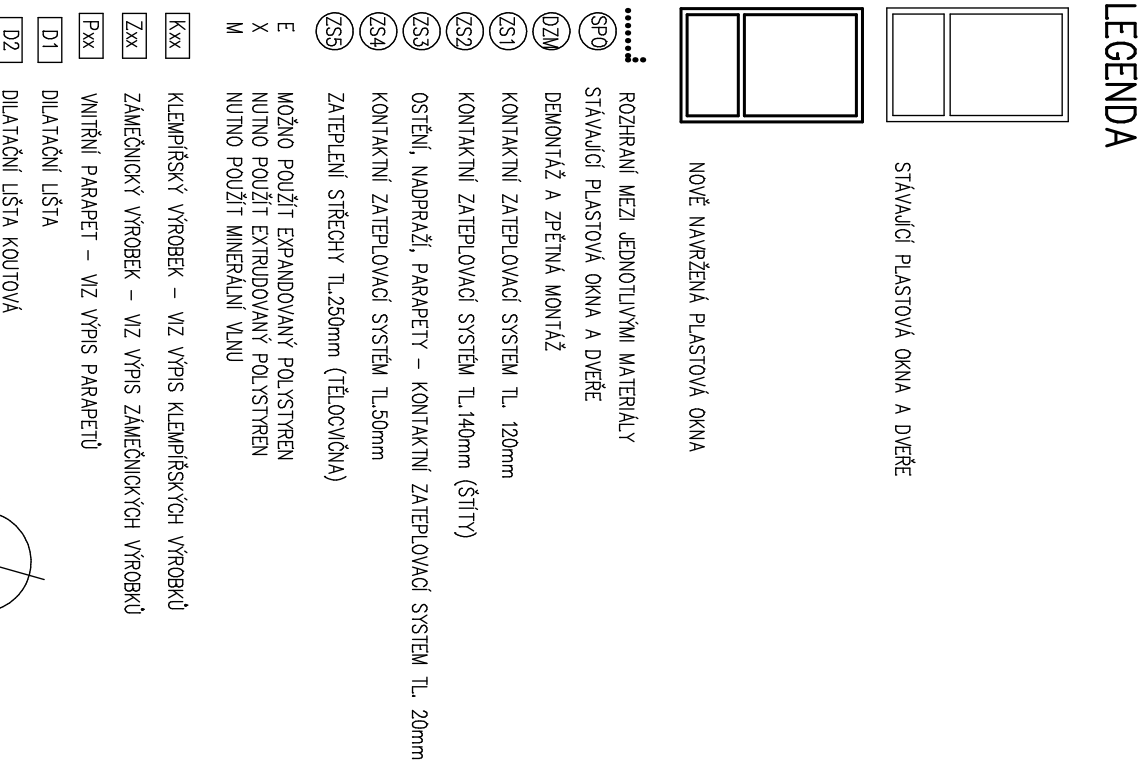 LEGENDA
STÁVAJÍCÍ PLASTOVÁ OKNA A DVEŘE
NOVĚ NAVRŽENÁ PLASTOVÁ OKNA
ROZHRANÍ MEZI JEDNOTLIVÝMI MATERIÁLY
SPO STÁVAJÍCÍ PLASTOVÁ OKNA A DVEŘE
DZM DEMONTÁŽ A ZPĚTNÁ MONTÁŽ
ZS1 KONTAKTNÍ ZATEPLOVACÍ SYSTEM TL. 120mm
ZS2 KONTAKTNÍ ZATEPLOVACÍ SYSTÉM TL.140mm (ŠTÍTY)
ZS3 OSTĚNÍ, NADPRAŽÍ, PARAPETY – KONTAKTNÍ ZATEPLOVACÍ SYSTEM TL. 20mm
ZS4 KONTAKTNÍ ZATEPLOVACÍ SYSTÉM TL.50mm
ZS5 ZATEPLENÍ STŘECHY TL.250mm (TĚLOCVIČNA)
E MOŽNO POUŽÍT EXPANDOVANÝ POLYSTYREN
X NUTNO POUŽÍT EXTRUDOVANÝ POLYSTYREN
M NUTNO POUŽÍT MINERÁLNÍ VLNU
Kxx KLEMPÍŘSKÝ VÝROBEK – VIZ VÝPIS KLEMPÍŘSKÝCH VÝROBKŮ
Zxx ZÁMEČNICKÝ VÝROBEK – VIZ VÝPIS ZÁMEČNICKÝCH VÝROBKŮ
Pxx VNITŘNÍ PARAPET – VIZ VÝPIS PARAPETŮ
D1 DILATAČNÍ LIŠTA
D2 DILATAČNÍ LIŠTA KOUTOVÁ